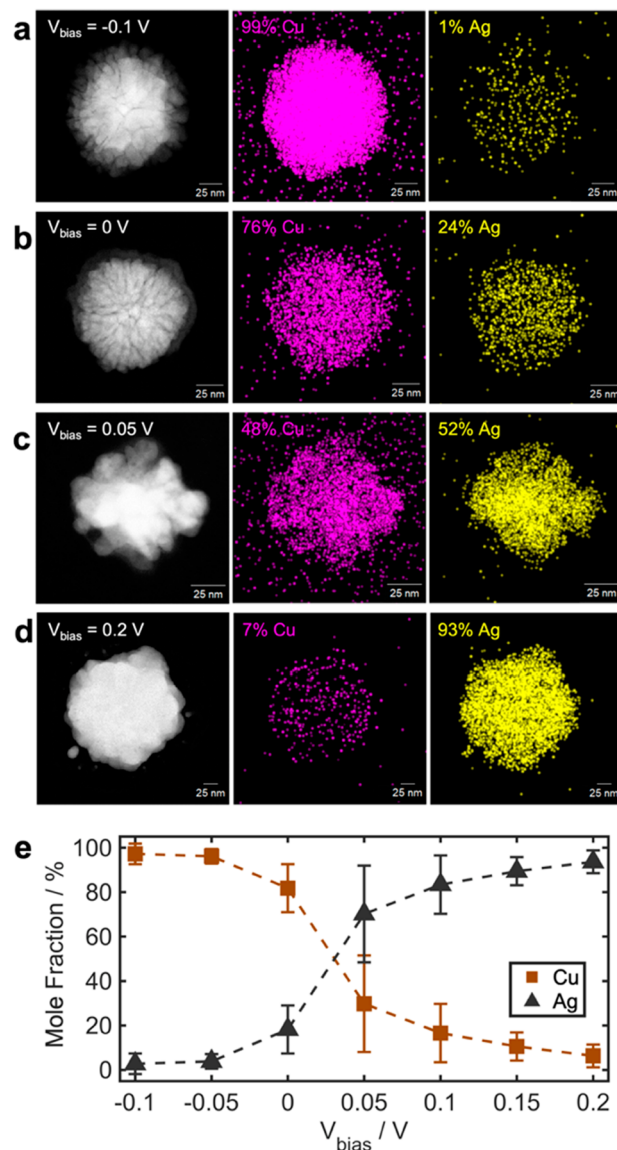 a V_bias = -0.1 V 99% Cu 1% Ag
25 nm 25 nm 25 nm
b V_bias = 0 V 76% Cu 24% Ag
25 nm 25 nm 25 nm
c V_bias = 0.05 V 48% Cu 52% Ag
25 nm 25 nm 25 nm
d V_bias = 0.2 V 7% Cu 93% Ag
25 nm 25 nm 25 nm
e
Mole Fraction / %
100
80
60
40
20
0
Cu
Ag
-0.1 -0.05 0 0.05 0.1 0.15 0.2
V_bias / V